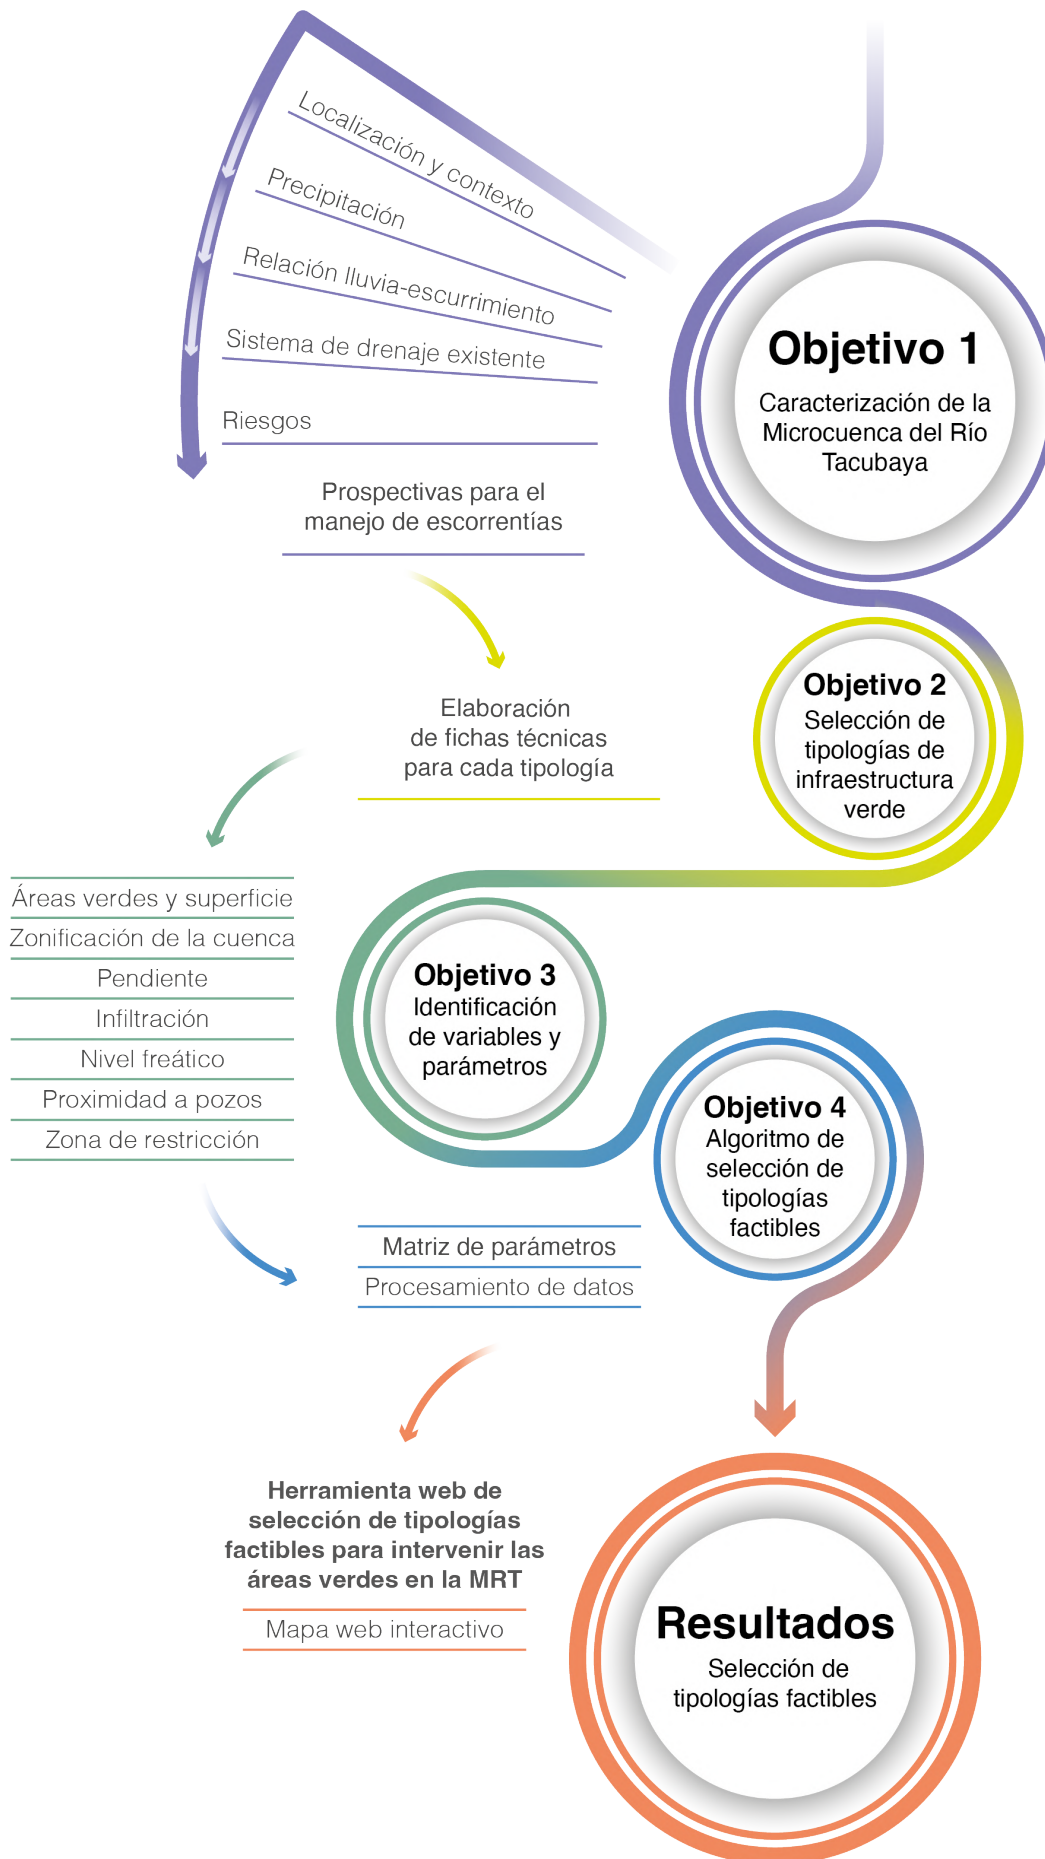 Localización y contexto
Precipitación
Relación lluvia-escurrimiento
Sistema de drenaje existente
Riesgos
Prospectivas para el
manejo de escorrentías
Objetivo 1
Caracterización de la
Microcuenca del Río
Tacubaya
Objetivo 2
Selección de
tipologías de
infraestructura
verde
Elaboración
de fichas técnicas
para cada tipología
Áreas verdes y superficie
Zonificación de la cuenca
Pendiente
Infiltración
Nivel freático
Proximidad a pozos
Zona de restricción
Objetivo 3
Identificación
de variables y
parámetros
Objetivo 4
Algoritmo de
selección de
tipologías
factibles
Matriz de parámetros
Procesamiento de datos
Herramienta web de
selección de tipologías
factibles para intervenir las
áreas verdes en la MRT
Mapa web interactivo
Resultados
Selección de
tipologías factibles